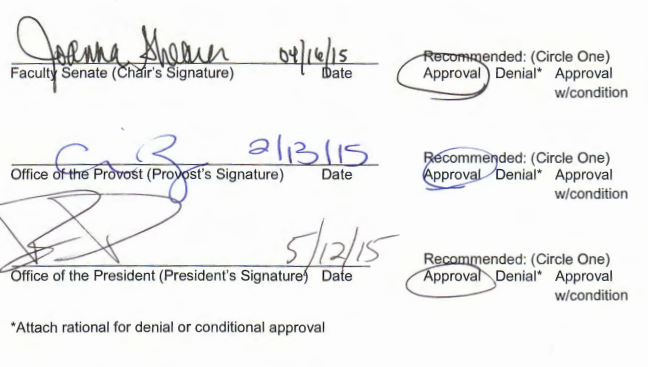 Joanna Shearer 04/16/15 Recommended: (Circle One)
Faculty Senate (Chair's Signature) Date Approval Denial* Approval
w/condition
2/13/15 Recommended: (Circle One)
Office of the Provost (Provost's Signature) Date Approval Denial* Approval
w/condition
5/12/15 Recommended: (Circle One)
Office of the President (President's Signature) Date Approval Denial* Approval
w/condition
*Attach rational for denial or conditional approval